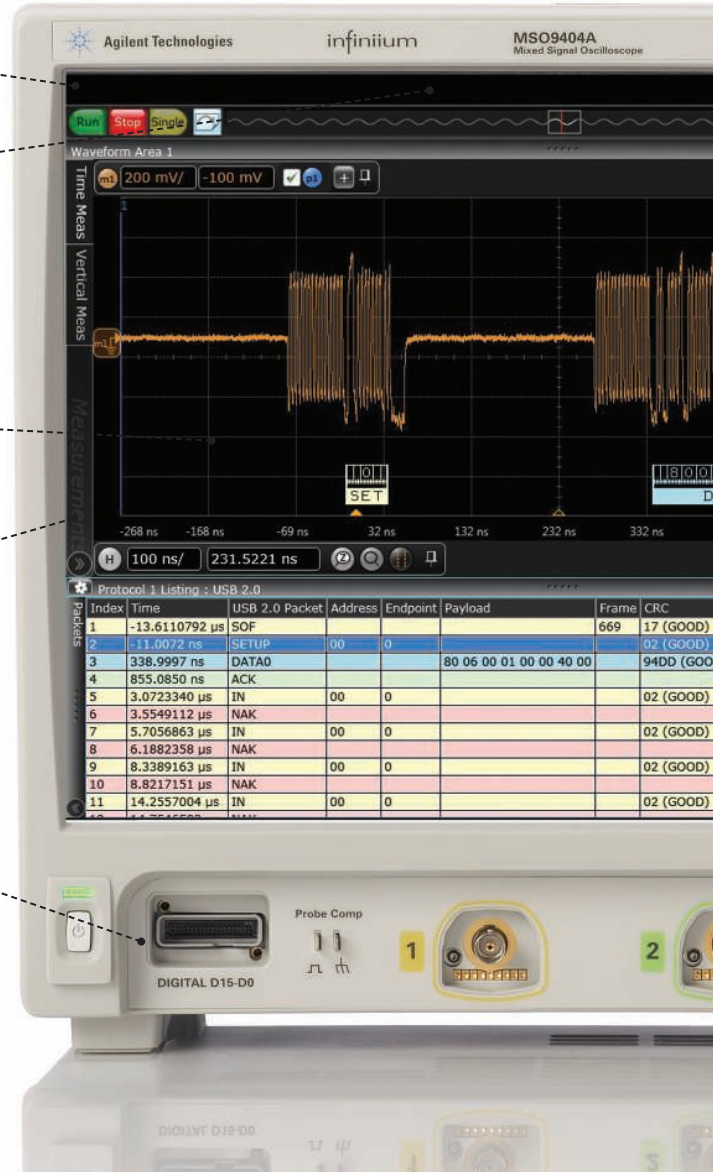 Agilent Technologies
infiniium
MSO9404A
Mixed Signal Oscilloscope
Run Stop Single
Waveform Area 1
Time Meas
Vertical Meas
Measurements
m1 200 mV/ -100 mV p1 +
1
m1
0
SET
800
D
-268 ns -168 ns -69 ns 32 ns 132 ns 232 ns 332 ns
H 100 ns/ 231.5221 ns
Protocol 1 Listing : USB 2.0
Packets
Index Time USB 2.0 Packet Address Endpoint Payload Frame CRC
1 -13.6110792 µs SOF 669 17 (GOOD)
2 -11.0072 ns SETUP 00 0 02 (GOOD)
3 338.9997 ns DATA0 80 06 00 01 00 00 40 00 94DD (GOO
4 855.0850 ns ACK
5 3.0723340 µs IN 00 0 02 (GOOD)
6 3.5549112 µs NAK
7 5.7056863 µs IN 00 0 02 (GOOD)
8 6.1882358 µs NAK
9 8.3389163 µs IN 00 0 02 (GOOD)
10 8.8217151 µs NAK
11 14.2557004 µs IN 00 0 02 (GOOD)
DIGITAL D15-D0
Probe Comp
1
2